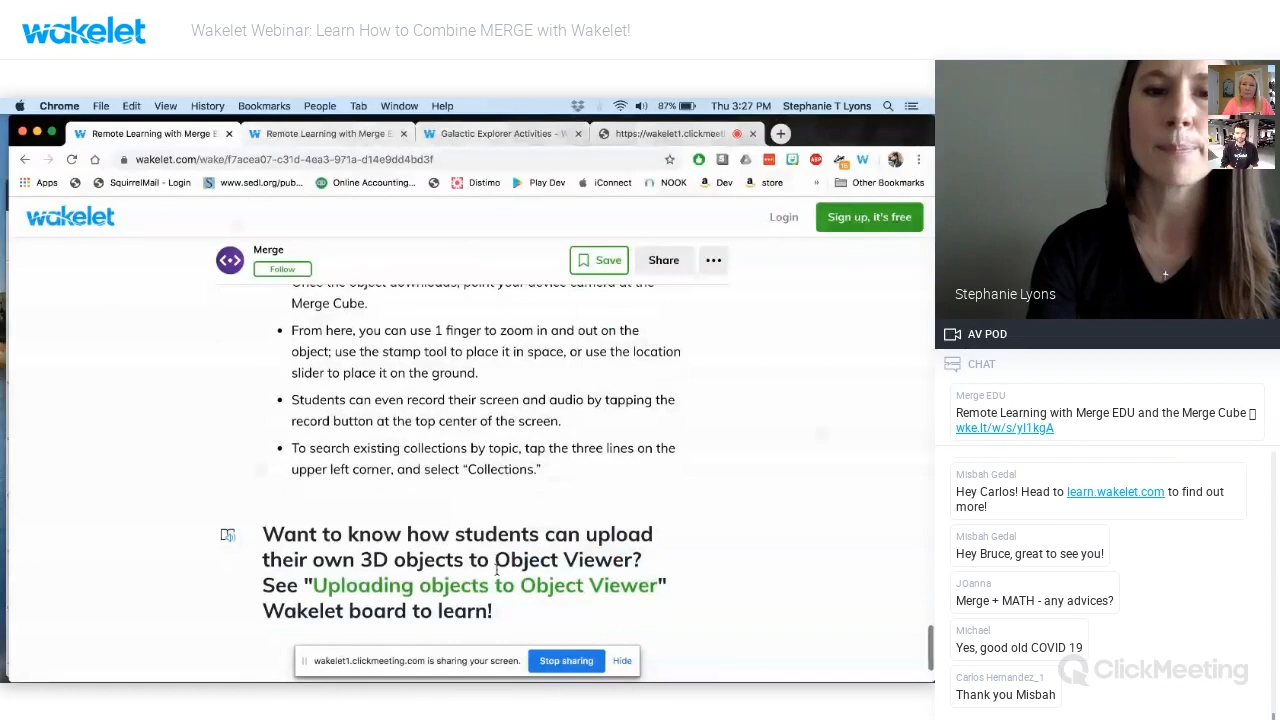 wakelet
Wakelet Webinar: Learn How to Combine MERGE with Wakelet!
Chrome File Edit View History Bookmarks People Tab Window Help
87% Thu 3:27 PM Stephanie T Lyons
Remote Learning with Merge E
Remote Learning with Merge E
Galactic Explorer Activities - W
https://wakelet1.clickmeeti
wakelet.com/wake/f7acea07-c31d-4ea3-971a-d14e9dd4bd3f
ABP
Apps
SquirrelMail - Login
www.sedl.org/pub...
Online Accounting...
Distimo
Play Dev
iConnect
NOOK
Dev
store
»
Other Bookmarks
wakelet
Login
Sign up, it's free
Merge
Follow
Save
Share
Once the object downloads, point your device camera at the
Merge Cube.
• From here, you can use 1 finger to zoom in and out on the
object; use the stamp tool to place it in space, or use the location
slider to place it on the ground.
• Students can even record their screen and audio by tapping the
record button at the top center of the screen.
• To search existing collections by topic, tap the three lines on the
upper left corner, and select “Collections.”
Want to know how students can upload
their own 3D objects to Object Viewer?
See "Uploading objects to Object Viewer"
Wakelet board to learn!
wakelet1.clickmeeting.com is sharing your screen.
Stop sharing
Hide
Stephanie Lyons
AV POD
CHAT
Merge EDU
Remote Learning with Merge EDU and the Merge Cube
wke.lt/w/s/yI1kgA
Misbah Gedal
Hey Carlos! Head to learn.wakelet.com to find out
more!
Misbah Gedal
Hey Bruce, great to see you!
JOanna
Merge + MATH - any advices?
Michael
Yes, good old COVID 19
Carlos Hernandez_1
Thank you Misbah
ClickMeeting